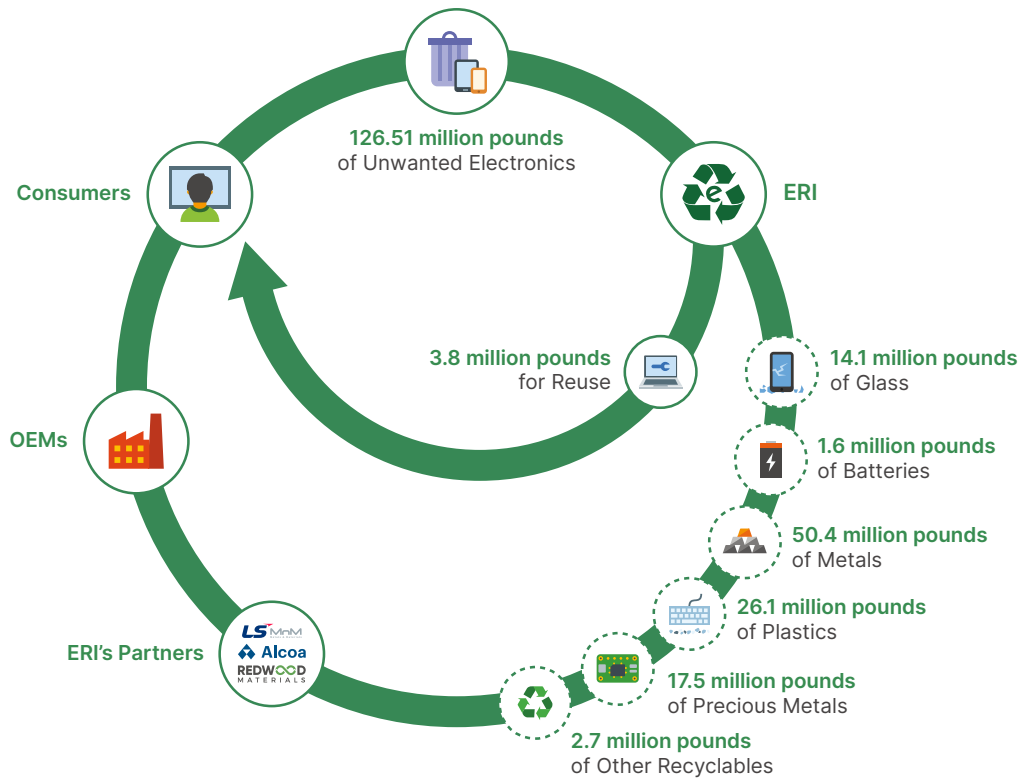 126.51 million pounds
of Unwanted Electronics
Consumers
e
ERI
3.8 million pounds
for Reuse
14.1 million pounds
of Glass
1.6 million pounds
of Batteries
OEMs
50.4 million pounds
of Metals
26.1 million pounds
of Plastics
ERI's Partners
LS MnM
Alcoa
REDWOOD
MATERIALS
17.5 million pounds
of Precious Metals
2.7 million pounds
of Other Recyclables